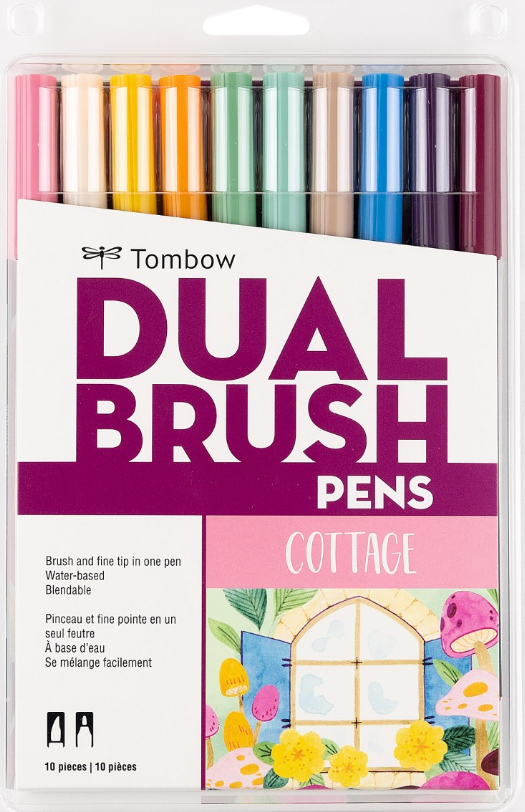 Tombow
DUAL
BRUSH
PENS
COTTAGE
Brush and fine tip in one pen
Water-based
Blendable
Pinceau et fine pointe en un
seul feutre
À base d'eau
Se mélange facilement
10 pieces | 10 pièces